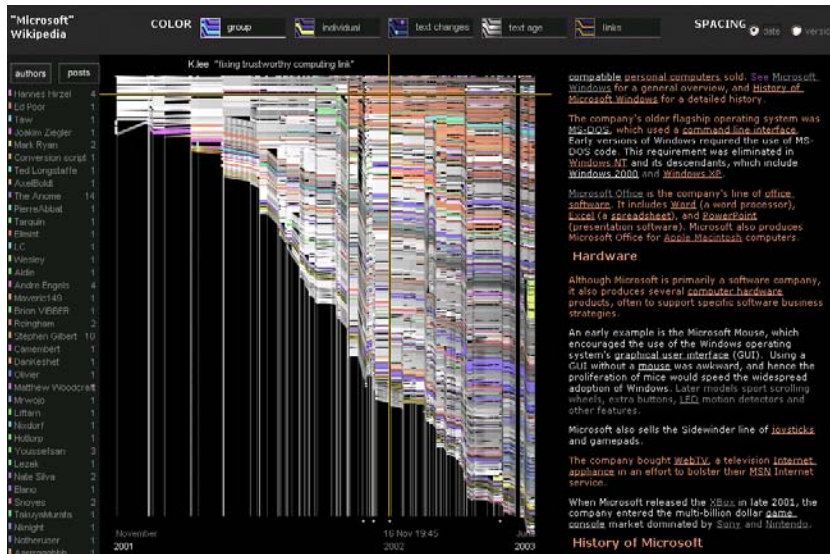 "Microsoft"
Wikipedia
COLOR
group
individual
text changes
text age
links
SPACING
date
versio
authors
posts
K.lee "fixing trustworthy computing link"
Hannes Hirzel 4
Ed Poor 1
Taw 1
Joakim Ziegler 1
Mark Ryan 2
Conversion script 1
Ted Longstaffe 1
AxelBoldt 1
The Anome 14
PierreAbbat 1
Tarquin 1
Ellmist 1
LC 1
Wesley 1
Aldie 1
Andre Engels 4
Maveric149 1
Brion VIBBER 1
Rcingham 2
Stephen Gilbert 10
Camembert 1
DanKeshet 1
Olivier 1
Matthew Woodcraft
Mrwojo 1
Liftarn 1
Nixdorf 1
Hotlorp 1
Youssefsan 3
Lezek 1
Nate Silva 2
Elano 1
Snoyes 2
TakuyaMurata 1
Nknight 1
Notheruser 1
November
2001
16 Nov 19:45
2002
June
2003
compatible personal computers sold. See Microsoft
Windows for a general overview, and History of
Microsoft Windows for a detailed history.
The company's older flagship operating system was
MS-DOS, which used a command line interface.
Early versions of Windows required the use of MS-
DOS code. This requirement was eliminated in
Windows NT and its descendants, which include
Windows 2000 and Windows XP.
Microsoft Office is the company's line of office
software. It includes Word (a word processor),
Excel (a spreadsheet), and PowerPoint
(presentation software). Microsoft also produces
Microsoft Office for Apple Macintosh computers.
Hardware
Although Microsoft is primarily a software company,
it also produces several computer hardware
products, often to support specific software business
strategies.
An early example is the Microsoft Mouse, which
encouraged the use of the Windows operating
system's graphical user interface (GUI). Using a
GUI without a mouse was awkward, and hence the
proliferation of mice would speed the widespread
adoption of Windows. Later models sport scrolling
wheels, extra buttons, LED motion detectors and
other features.
Microsoft also sells the Sidewinder line of joysticks
and gamepads.
The company bought WebTV, a television Internet
appliance in an effort to bolster their MSN Internet
service.
When Microsoft released the XBox in late 2001, the
company entered the multi-billion dollar game
console market dominated by Sony and Nintendo.
History of Microsoft